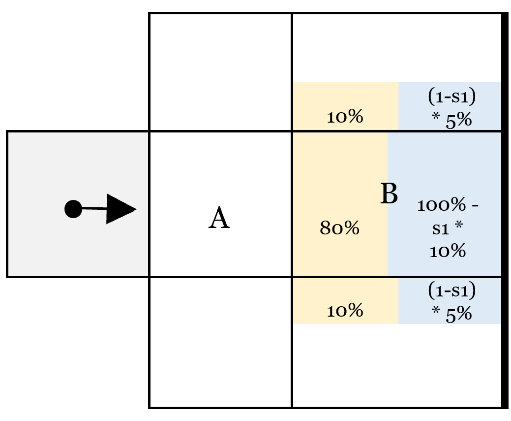 10%
(1-s1)
* 5%
A
B
80%
100% -
s1 *
10%
10%
(1-s1)
* 5%